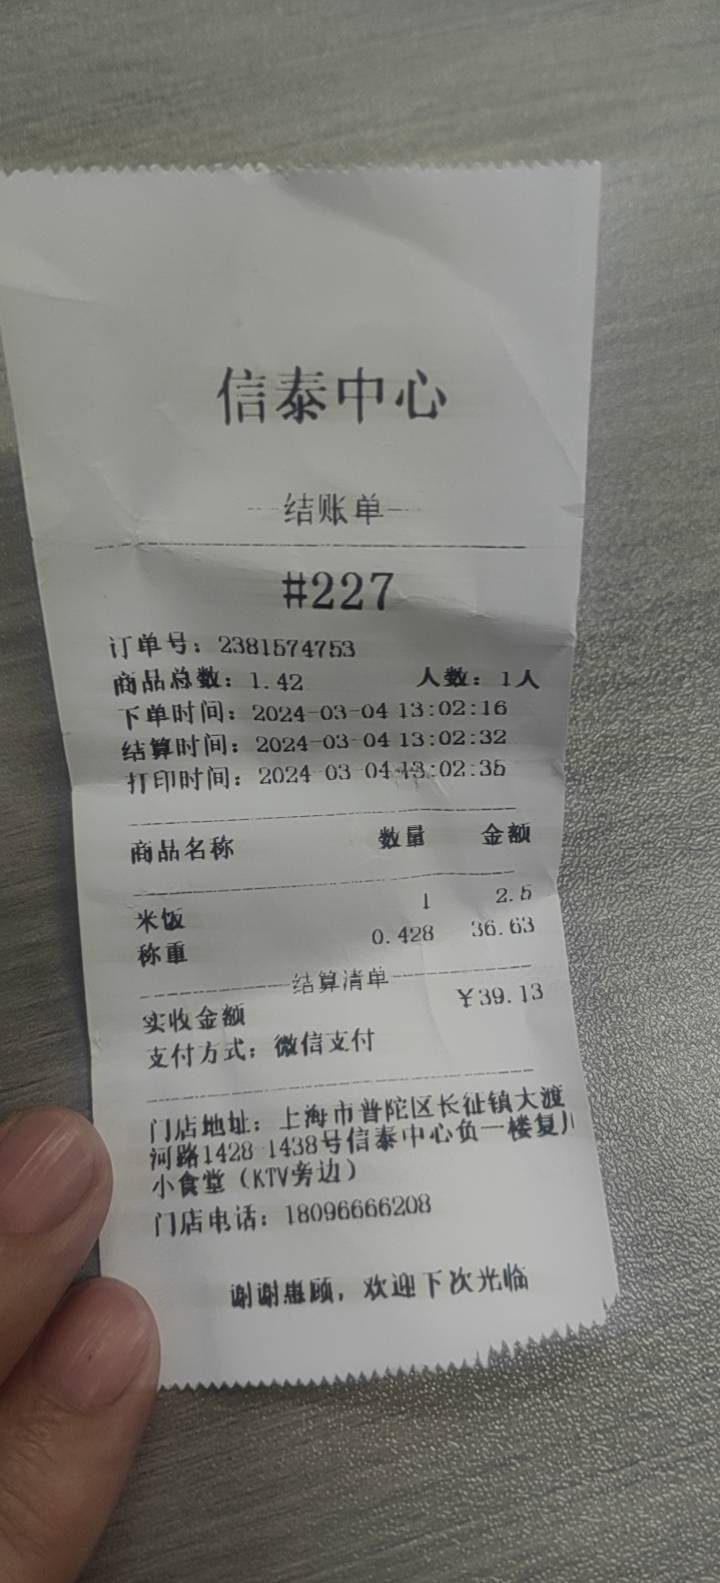 信泰中心
结账单
#227
订单号：2381574753
商品总数：1.42 人数：1人
下单时间：2024-03-04 13:02:16
结算时间：2024-03-04 13:02:32
打印时间：2024-03-04 13:02:35
商品名称 数量 金额
米饭 1 2.5
称重 0.428 36.63
结算清单
实收金额 ￥39.13
支付方式：微信支付
门店地址：上海市普陀区长征镇大渡
河路1428-1438号信泰中心负一楼复
小食堂（KTV旁边）
门店电话：18096666208
谢谢惠顾，欢迎下次光临